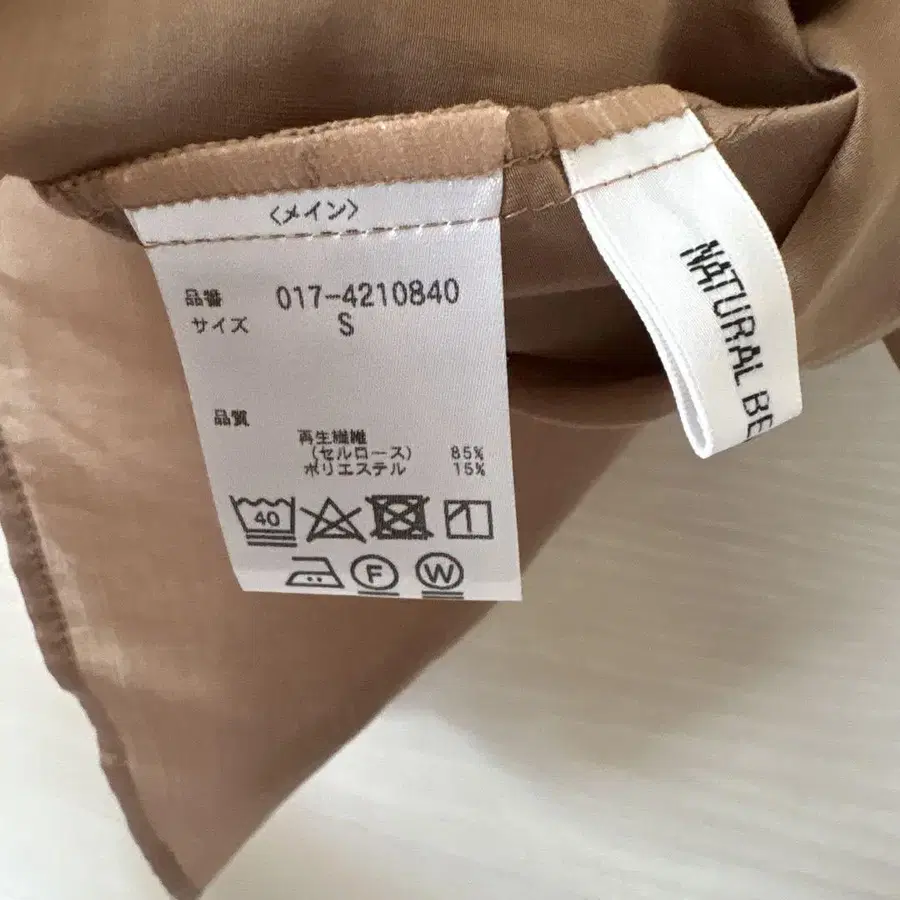 〈メイン〉
品番 017-4210840
サイズ S
品質
再生繊維
(セルロース) 85%
ポリエステル 15%
40
F
W
NATURAL BE